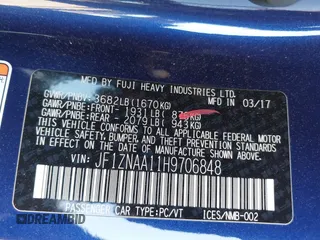 MFD BY FUJI HEAVY INDUSTRIES LTD.
GVWR/PNBV 3682LB(1670KG) IN 03/17
GAWR/PNBE:FRONT- 1931LB( 876KG)
GAWR/PNBE:REAR - 2079LB( 943KG)
THIS VEHICLE CONFORMS TO ALL APPLICABLE
FEDERAL MOTOR VEHICLE SAFETY, BUMPER, AND
THEFT PREVENTION STANDARDS IN EFFECT ON THE
DATE OF MANUFACTURE SHOWN ABOVE.
JF1ZNAA11H9706848
PASSENGER CAR TYPE:PC/VT ICES/NMB-002
DREAMBID